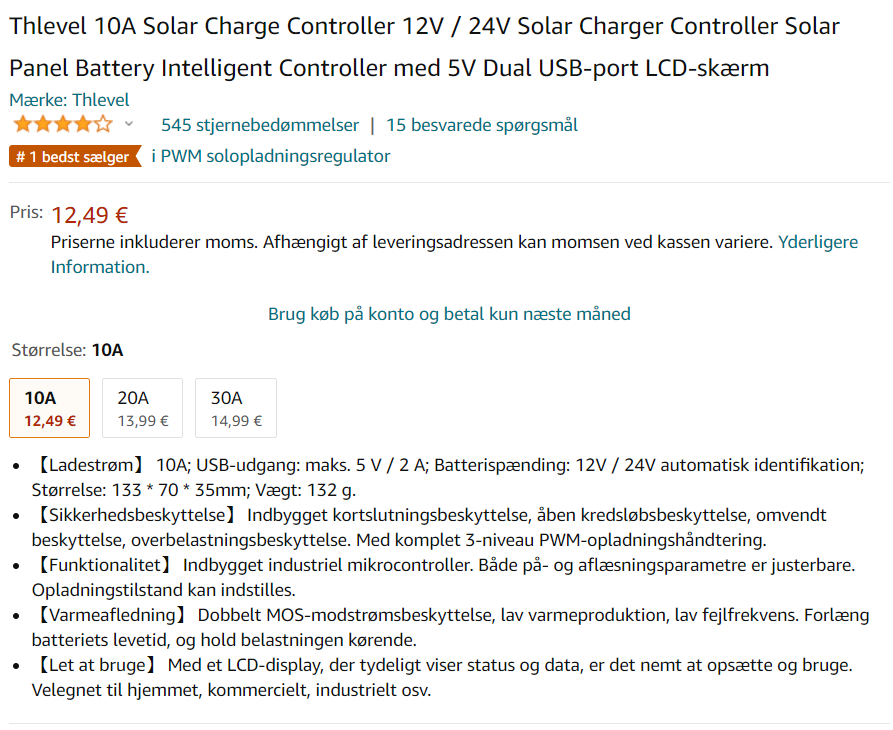 Thlevel 10A Solar Charge Controller 12V / 24V Solar Charger Controller Solar
Panel Battery Intelligent Controller med 5V Dual USB-port LCD-skærm
Mærke: Thlevel
545 stjernebedømmelser | 15 besvarede spørgsmål
# 1 bedst sælger i PWM solopladningsregulator
Pris: 12,49 €
Priserne inkluderer moms. Afhængigt af leveringsadressen kan momsen ved kassen variere. Yderligere
Information.
Brug køb på konto og betal kun næste måned
Størrelse: 10A
10A 20A 30A
12,49 € 13,99 € 14,99 €
• 【Ladestrøm】 10A; USB-udgang: maks. 5 V / 2 A; Batterispænding: 12V / 24V automatisk identifikation;
Størrelse: 133 * 70 * 35mm; Vægt: 132 g.
• 【Sikkerhedsbeskyttelse】 Indbygget kortslutningsbeskyttelse, åben kredsløbsbeskyttelse, omvendt
beskyttelse, overbelastningsbeskyttelse. Med komplet 3-niveau PWM-opladningshåndtering.
• 【Funktionalitet】 Indbygget industriel mikrocontroller. Både på- og aflæsningsparametre er justerbare.
Opladningstilstand kan indstilles.
• 【Varmeafledning】 Dobbelt MOS-modstrømsbeskyttelse, lav varmeproduktion, lav fejlfrekvens. Forlæng
batteriets levetid, og hold belastningen kørende.
• 【Let at bruge】 Med et LCD-display, der tydeligt viser status og data, er det nemt at opsætte og bruge.
Velegnet til hjemmet, kommercielt, industrielt osv.